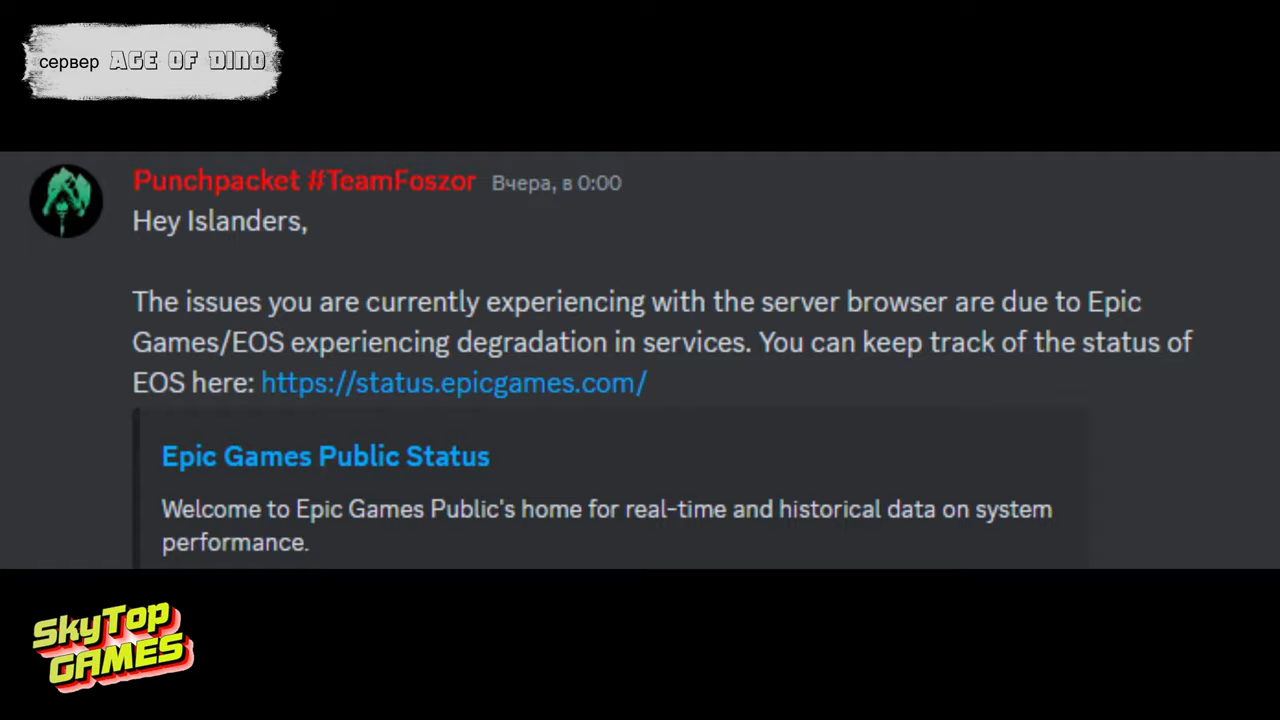 сервер AGE OF DINO
Punchpacket #TeamFoszor Вчера, в 0:00
Hey Islanders,
The issues you are currently experiencing with the server browser are due to Epic
Games/EOS experiencing degradation in services. You can keep track of the status of
EOS here: https://status.epicgames.com/
Epic Games Public Status
Welcome to Epic Games Public's home for real-time and historical data on system
performance.
SkyTop
GAMES